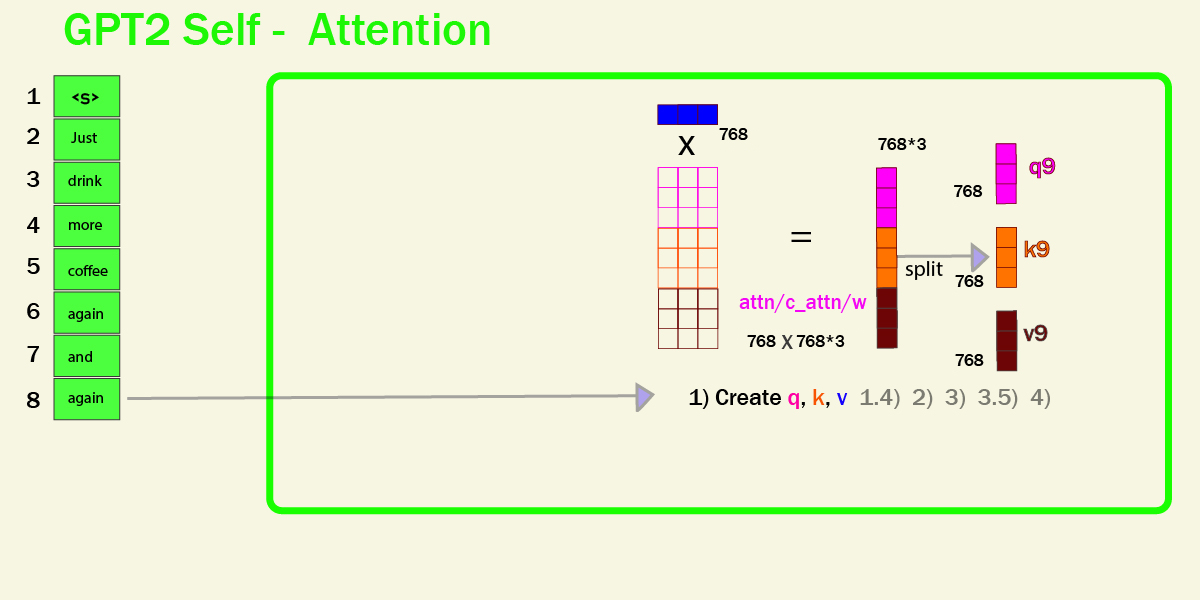 GPT2 Self - Attention
1 <s>
2 Just
3 drink
4 more
5 coffee
6 again
7 and
8 again
768
X
768*3
=
768 q9
split
768 k9
attn/c_attn/w
768 X 768*3
768 v9
1) Create q, k, v 1.4) 2) 3) 3.5) 4)